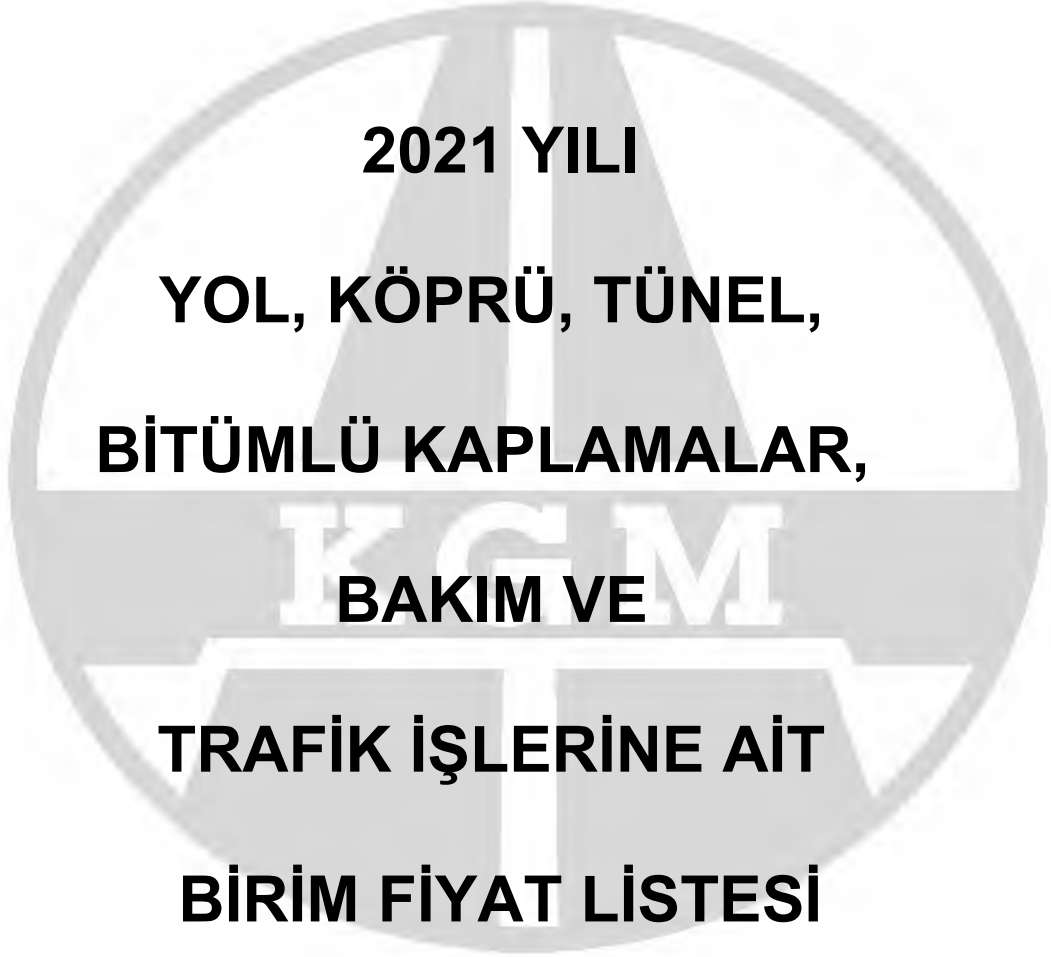 2021 YILI
YOL, KÖPRÜ, TÜNEL,
BİTÜMLÜ KAPLAMALAR,
KGM
BAKIM VE
TRAFİK İŞLERİNE AİT
BİRİM FİYAT LİSTESİ